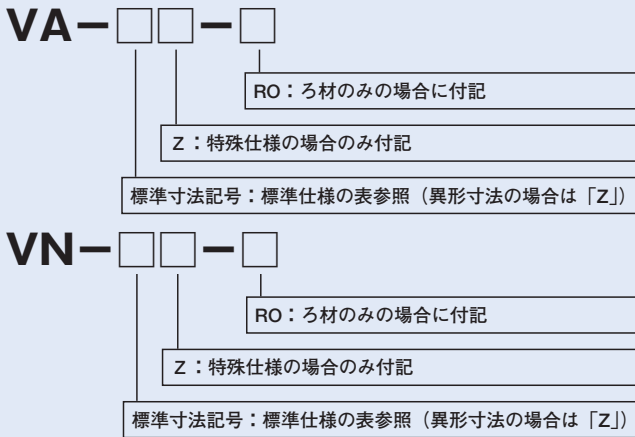 VA－□□－□
RO：ろ材のみの場合に付記
Z：特殊仕様の場合のみ付記
標準寸法記号：標準仕様の表参照（異形寸法の場合は「Z」）
VN－□□－□
RO：ろ材のみの場合に付記
Z：特殊仕様の場合のみ付記
標準寸法記号：標準仕様の表参照（異形寸法の場合は「Z」）